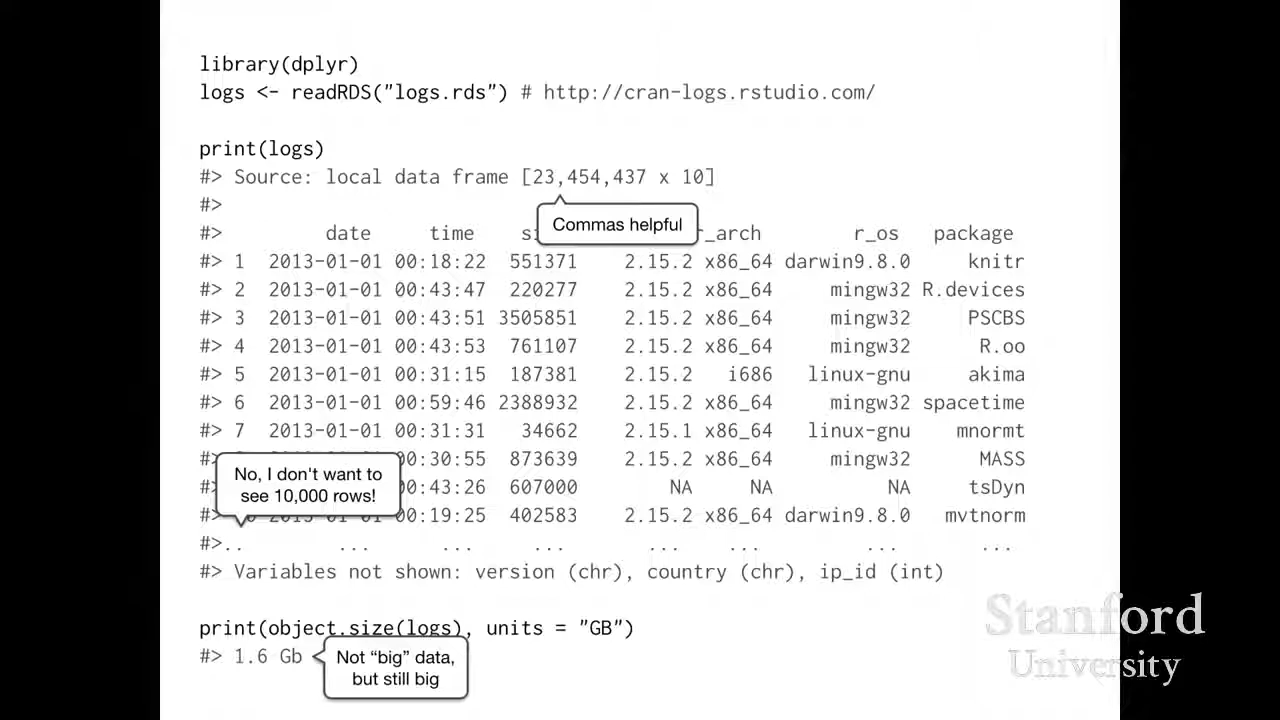 library(dplyr)
logs <- readRDS("logs.rds") # http://cran-logs.rstudio.com/
print(logs)
#> Source: local data frame [23,454,437 x 10]
#>
Commas helpful
#> date time si _arch r_os package
#> 1 2013-01-01 00:18:22 551371 2.15.2 x86_64 darwin9.8.0 knitr
#> 2 2013-01-01 00:43:47 220277 2.15.2 x86_64 mingw32 R.devices
#> 3 2013-01-01 00:43:51 3505851 2.15.2 x86_64 mingw32 PSCBS
#> 4 2013-01-01 00:43:53 761107 2.15.2 x86_64 mingw32 R.oo
#> 5 2013-01-01 00:31:15 187381 2.15.2 i686 linux-gnu akima
#> 6 2013-01-01 00:59:46 2388932 2.15.2 x86_64 mingw32 spacetime
#> 7 2013-01-01 00:31:31 34662 2.15.1 x86_64 linux-gnu mnormt
#> 00:30:55 873639 2.15.2 x86_64 mingw32 MASS
No, I don't want to
see 10,000 rows!
#> 00:43:26 607000 NA NA NA tsDyn
#> 00:19:25 402583 2.15.2 x86_64 darwin9.8.0 mvtnorm
#>.. ... ... ... ... ... ... ...
#> Variables not shown: version (chr), country (chr), ip_id (int)
print(object.size(logs), units = "GB")
#> 1.6 Gb
Not “big” data,
but still big
Stanford
University